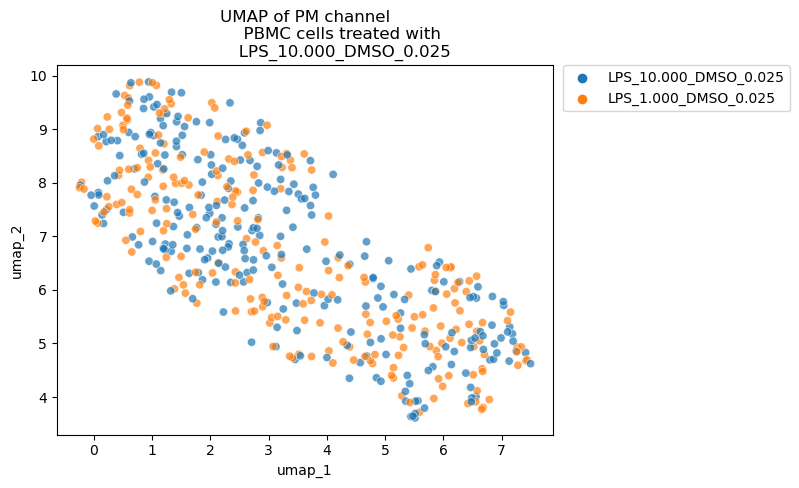 UMAP of PM channel
PBMC cells treated with
LPS_10.000_DMSO_0.025
LPS_10.000_DMSO_0.025
LPS_1.000_DMSO_0.025
10
9
8
7
6
5
4
umap_2
0 1 2 3 4 5 6 7
umap_1